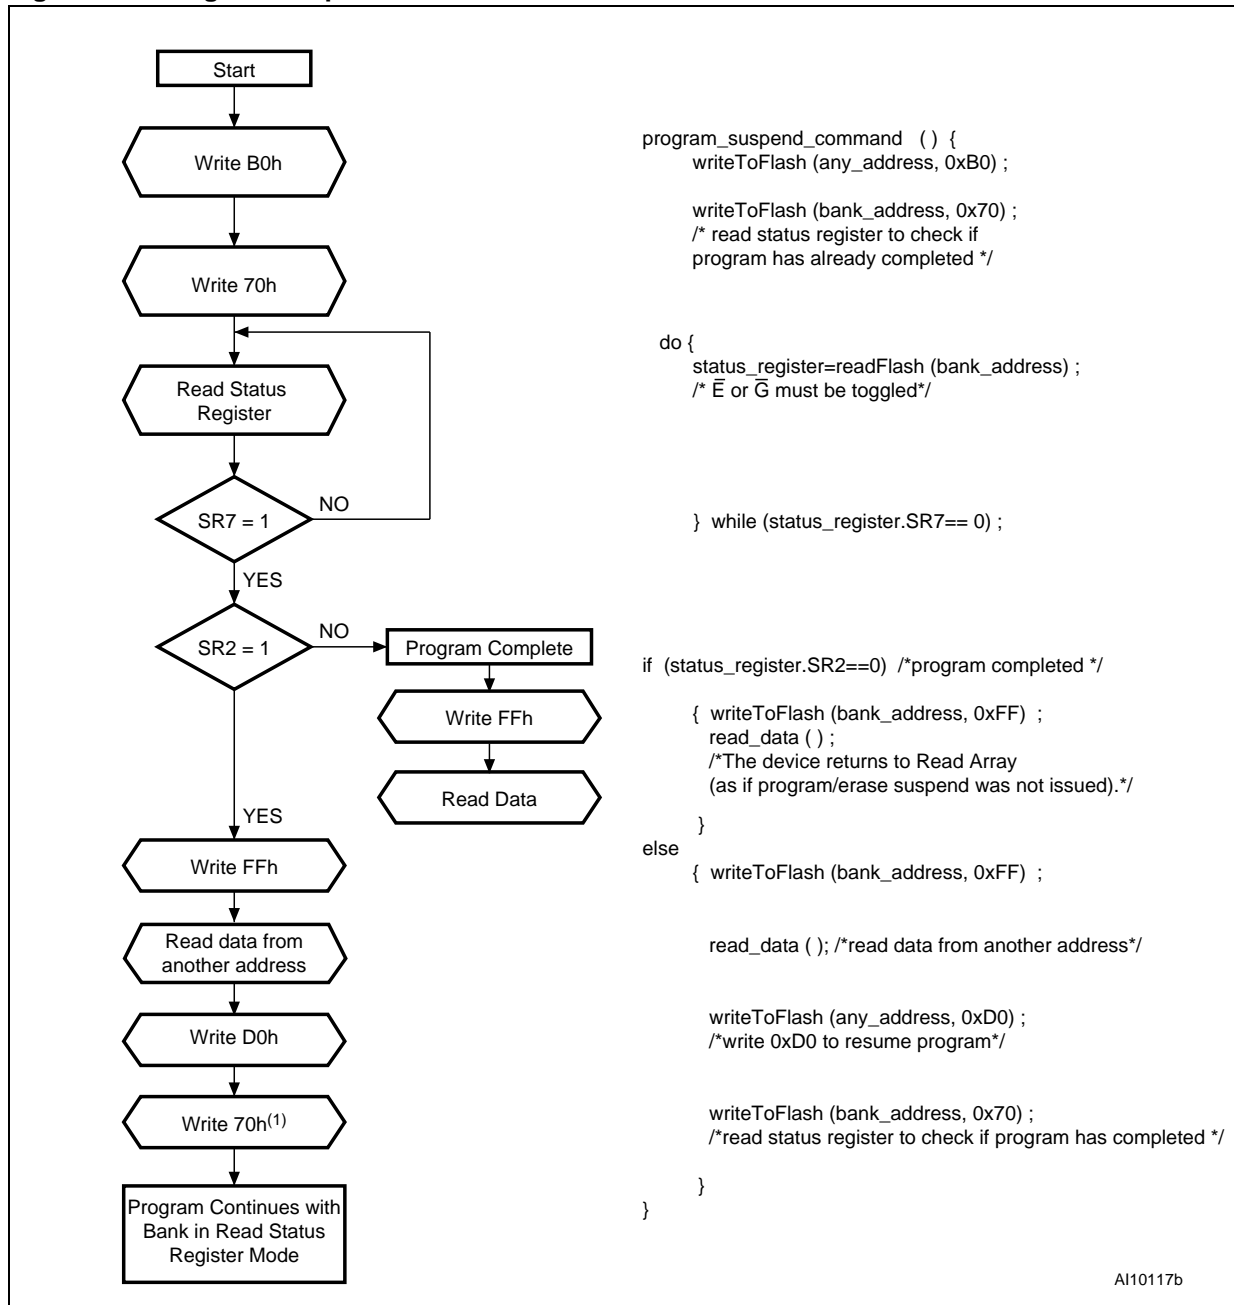 Start
Write B0h
Write 70h
Read Status
Register
SR7 = 1
NO
YES
SR2 = 1
NO
Program Complete
Write FFh
Read Data
YES
Write FFh
Read data from
another address
Write D0h
Write 70h(1)
Program Continues with
Bank in Read Status
Register Mode
program_suspend_command ( ) {
writeToFlash (any_address, 0xB0) ;
writeToFlash (bank_address, 0x70) ;
/* read status register to check if
program has already completed */
do {
status_register=readFlash (bank_address) ;
/* E̅ or G̅ must be toggled*/
} while (status_register.SR7== 0) ;
if (status_register.SR2==0) /*program completed */
{ writeToFlash (bank_address, 0xFF) ;
read_data ( ) ;
/*The device returns to Read Array
(as if program/erase suspend was not issued).*/
}
else
{ writeToFlash (bank_address, 0xFF) ;
read_data ( ); /*read data from another address*/
writeToFlash (any_address, 0xD0) ;
/*write 0xD0 to resume program*/
writeToFlash (bank_address, 0x70) ;
/*read status register to check if program has completed */
}
}
AI10117b